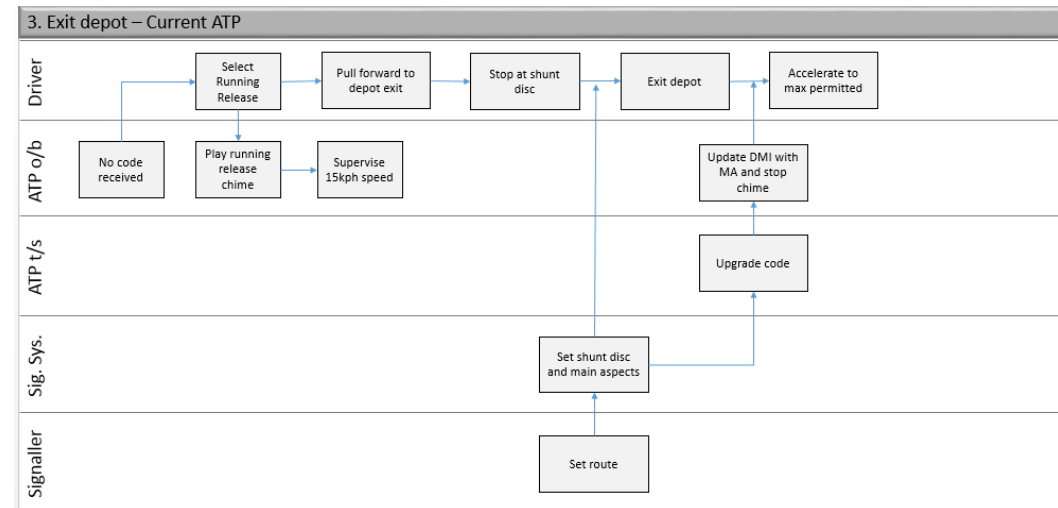 3. Exit depot – Current ATP
Driver
Select
Running
Release
Pull forward to
depot exit
Stop at shunt
disc
Exit depot
Accelerate to
max permitted
ATP o/b
No code
received
Play running
release
chime
Supervise
15kph speed
Update DMI with
MA and stop
chime
ATP t/s
Upgrade code
Sig. Sys.
Set shunt disc
and main aspects
Signaller
Set route